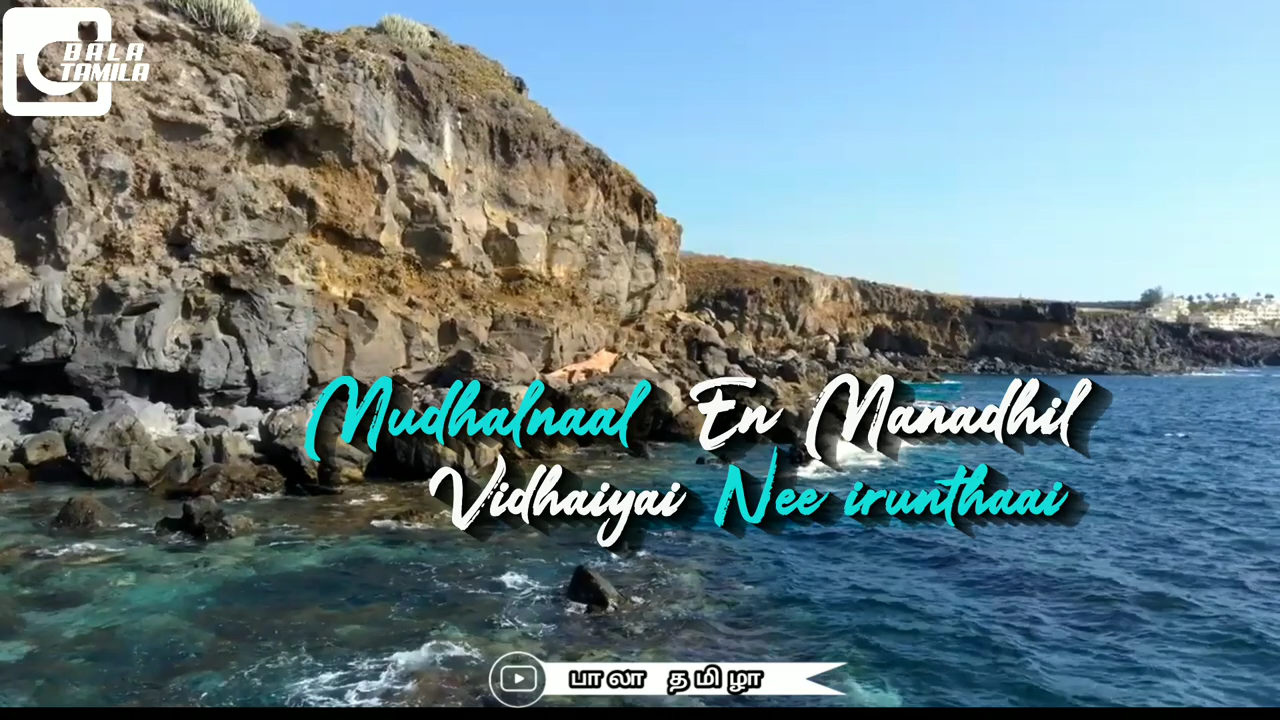 BALA
TAMILA
Mudhalnaal En Manadhil
Vidhaiyai Nee irunthaai
பாலா தமிழா